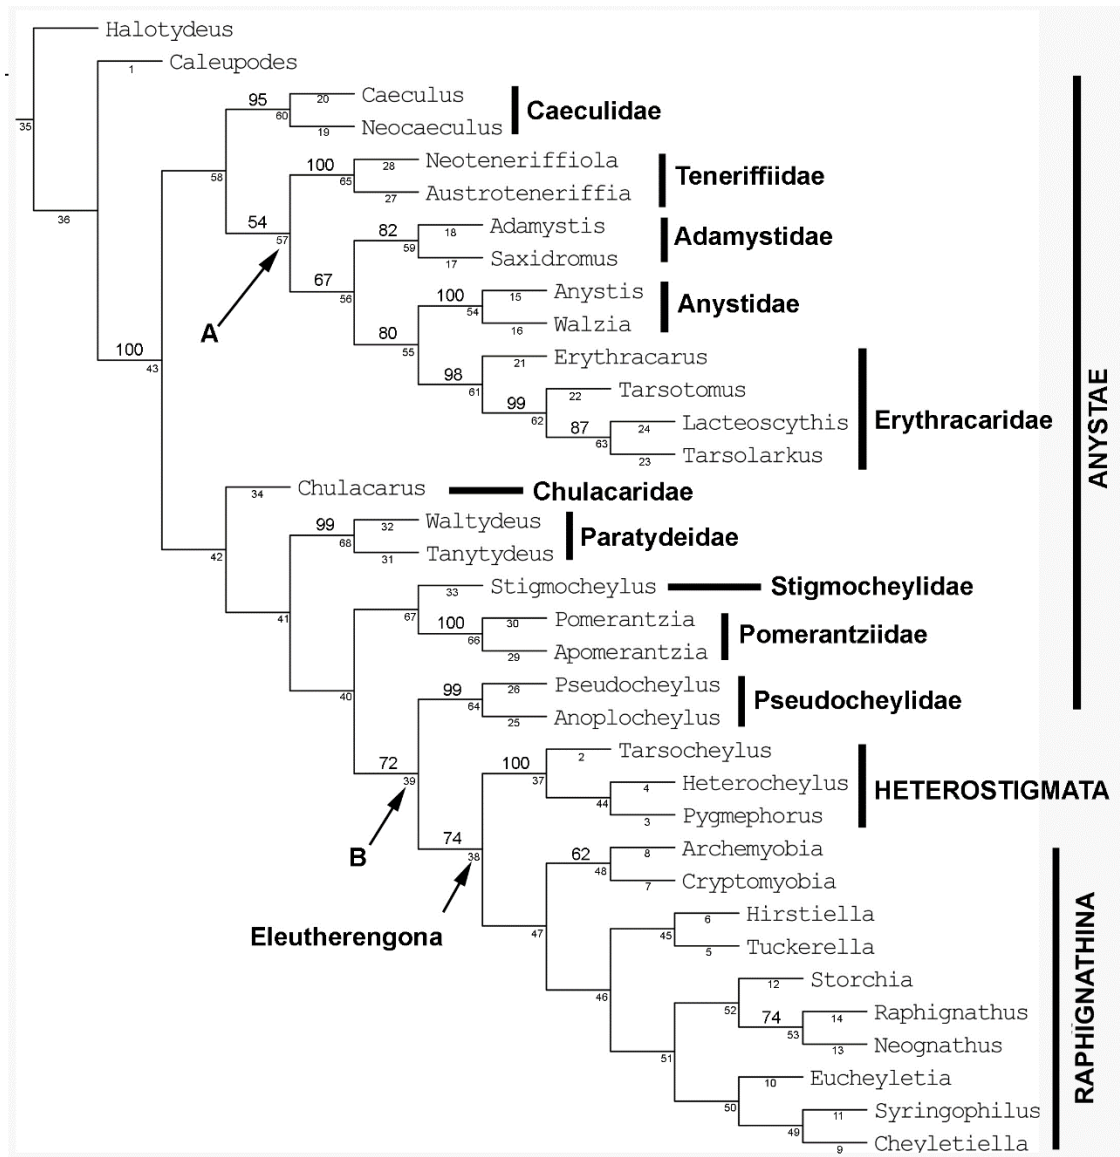 Halotydeus
Caleupodes
1
35
36
95
20
Caeculus
60
19
Neocaeculus
Caeculidae
58
100
28
Neoteneriffiola
65
27
Austroteneriffia
Teneriffiidae
54
57
82
18
Adamystis
59
17
Saxidromus
Adamystidae
67
56
100
15
Anystis
54
16
Walzia
Anystidae
A
80
55
21
Erythracarus
98
61
22
Tarsotomus
99
62
24
Lacteoscythis
87
63
23
Tarsolarkus
Erythracaridae
ANYSTAE
100
43
34
Chulacarus
Chulacaridae
42
99
32
Waltydeus
68
31
Tanytydeus
Paratydeidae
41
33
Stigmocheylus
Stigmocheylidae
67
100
30
Pomerantzia
66
29
Apomerantzia
Pomerantziidae
40
99
26
Pseudocheylus
64
25
Anoplocheylus
Pseudocheylidae
72
39
B
100
2
Tarsocheylus
37
4
Heterocheylus
44
3
Pygmephorus
HETEROSTIGMATA
74
38
Eleutherengona
62
8
Archemyobia
48
7
Cryptomyobia
47
6
Hirstiella
45
5
Tuckerella
46
12
Storchia
52
74
14
Raphignathus
53
13
Neognathus
51
10
Eucheyletia
50
11
Syringophilus
49
9
Cheyletiella
RAPHIGNATHINA